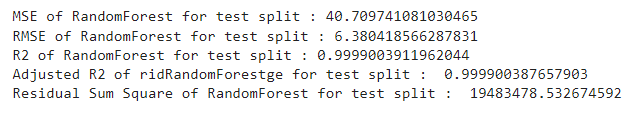 MSE of RandomForest for test split : 40.709741081030465
RMSE of RandomForest for test split : 6.380418566287831
R2 of RandomForest for test split : 0.9999003911962044
Adjusted R2 of ridRandomForestge for test split :  0.999900387657903
Residual Sum Square of RandomForest for test split :  19483478.532674592